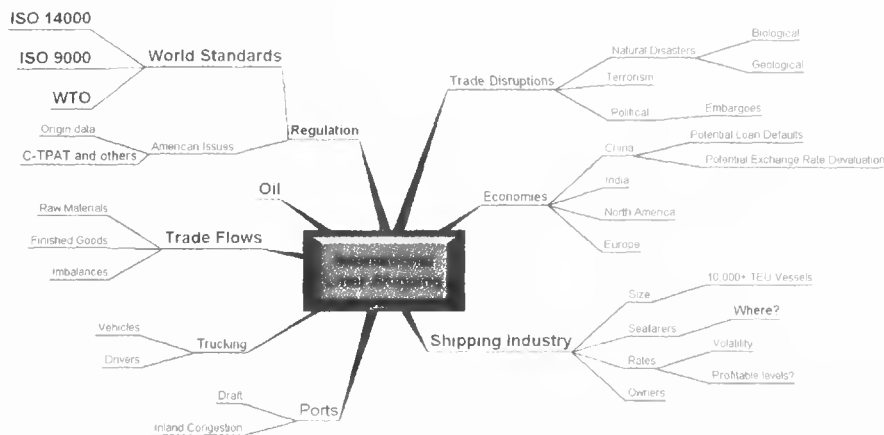 ISO 14000
ISO 9000
World Standards
WTO
Origin data
American Issues
C-TPAT and others
Regulation
Oil
Raw Materials
Trade Flows
Finished Goods
Imbalances
Vehicles
Trucking
Drivers
Draft
Ports
Inland Congestion
Trade Disruptions
Natural Disasters
Biological
Geological
Terrorism
Political
Embargoes
Economies
China
Potential Loan Defaults
Potential Exchange Rate Devaluation
India
North America
Europe
Shipping Industry
Size
10,000+ TEU Vessels
Seafarers
Where?
Rates
Volatility
Profitable levels?
Owners